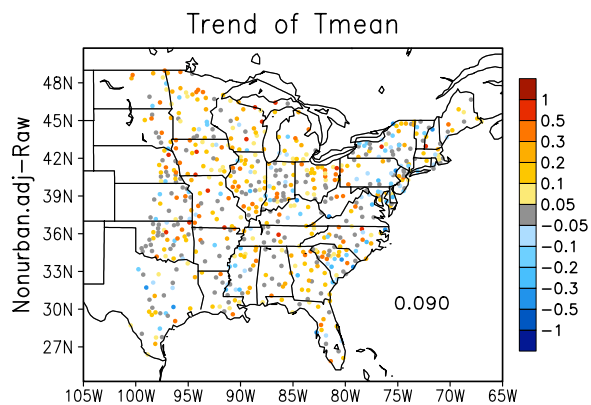 Trend of Tmean
Nonurban.adj-Raw
48N
45N
42N
39N
36N
33N
30N
27N
105W 100W 95W 90W 85W 80W 75W 70W 65W
0.090
1
0.5
0.3
0.2
0.1
0.05
-0.05
-0.1
-0.2
-0.3
-0.5
-1